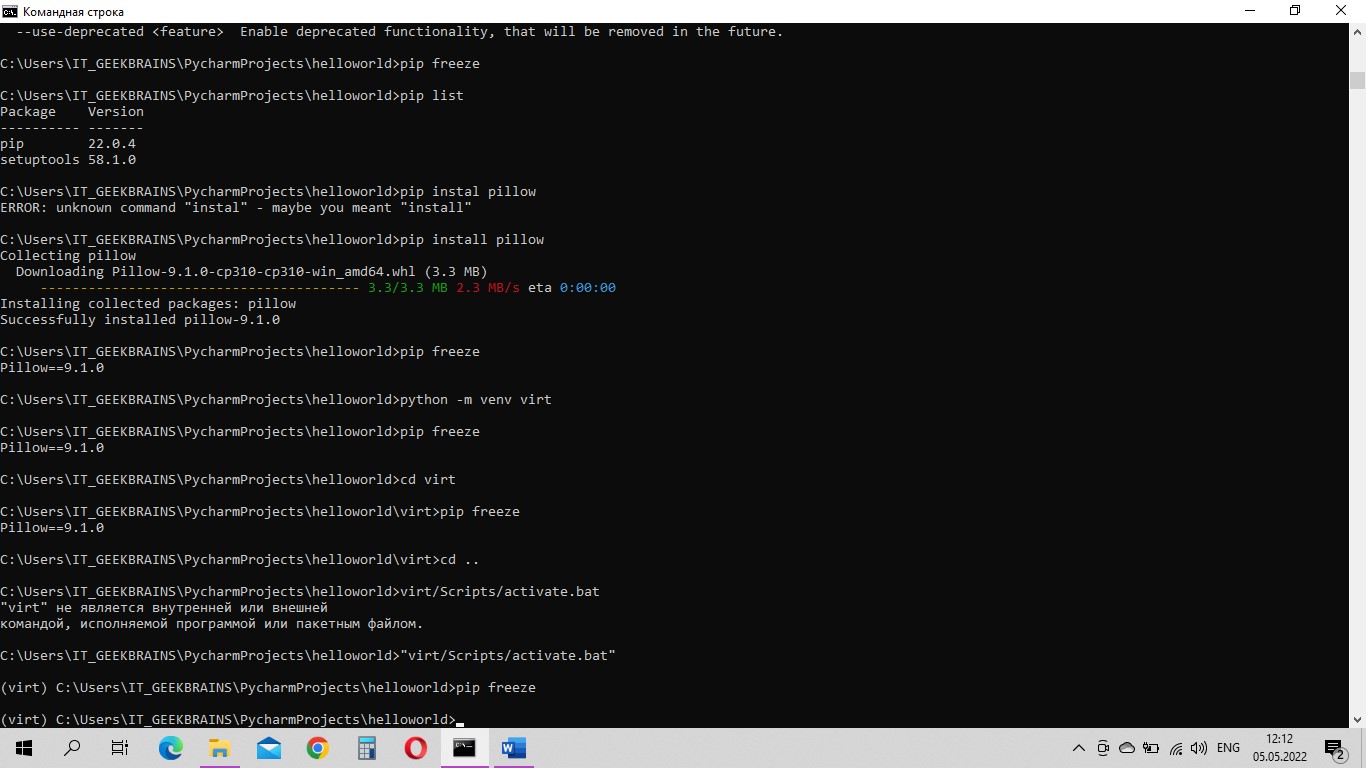 Командная строка
--use-deprecated <feature>  Enable deprecated functionality, that will be removed in the future.
C:\Users\IT_GEEKBRAINS\PycharmProjects\helloworld>pip freeze
C:\Users\IT_GEEKBRAINS\PycharmProjects\helloworld>pip list
Package    Version
---------- -------
pip        22.0.4
setuptools 58.1.0
C:\Users\IT_GEEKBRAINS\PycharmProjects\helloworld>pip instal pillow
ERROR: unknown command "instal" - maybe you meant "install"
C:\Users\IT_GEEKBRAINS\PycharmProjects\helloworld>pip install pillow
Collecting pillow
  Downloading Pillow-9.1.0-cp310-cp310-win_amd64.whl (3.3 MB)
     ---------------------------------------- 3.3/3.3 MB 2.3 MB/s eta 0:00:00
Installing collected packages: pillow
Successfully installed pillow-9.1.0
C:\Users\IT_GEEKBRAINS\PycharmProjects\helloworld>pip freeze
Pillow==9.1.0
C:\Users\IT_GEEKBRAINS\PycharmProjects\helloworld>python -m venv virt
C:\Users\IT_GEEKBRAINS\PycharmProjects\helloworld>pip freeze
Pillow==9.1.0
C:\Users\IT_GEEKBRAINS\PycharmProjects\helloworld>cd virt
C:\Users\IT_GEEKBRAINS\PycharmProjects\helloworld\virt>pip freeze
Pillow==9.1.0
C:\Users\IT_GEEKBRAINS\PycharmProjects\helloworld\virt>cd ..
C:\Users\IT_GEEKBRAINS\PycharmProjects\helloworld>virt/Scripts/activate.bat
"virt" не является внутренней или внешней
командой, исполняемой программой или пакетным файлом.
C:\Users\IT_GEEKBRAINS\PycharmProjects\helloworld>"virt/Scripts/activate.bat"
(virt) C:\Users\IT_GEEKBRAINS\PycharmProjects\helloworld>pip freeze
(virt) C:\Users\IT_GEEKBRAINS\PycharmProjects\helloworld>
ENG
12:12
05.05.2022
2